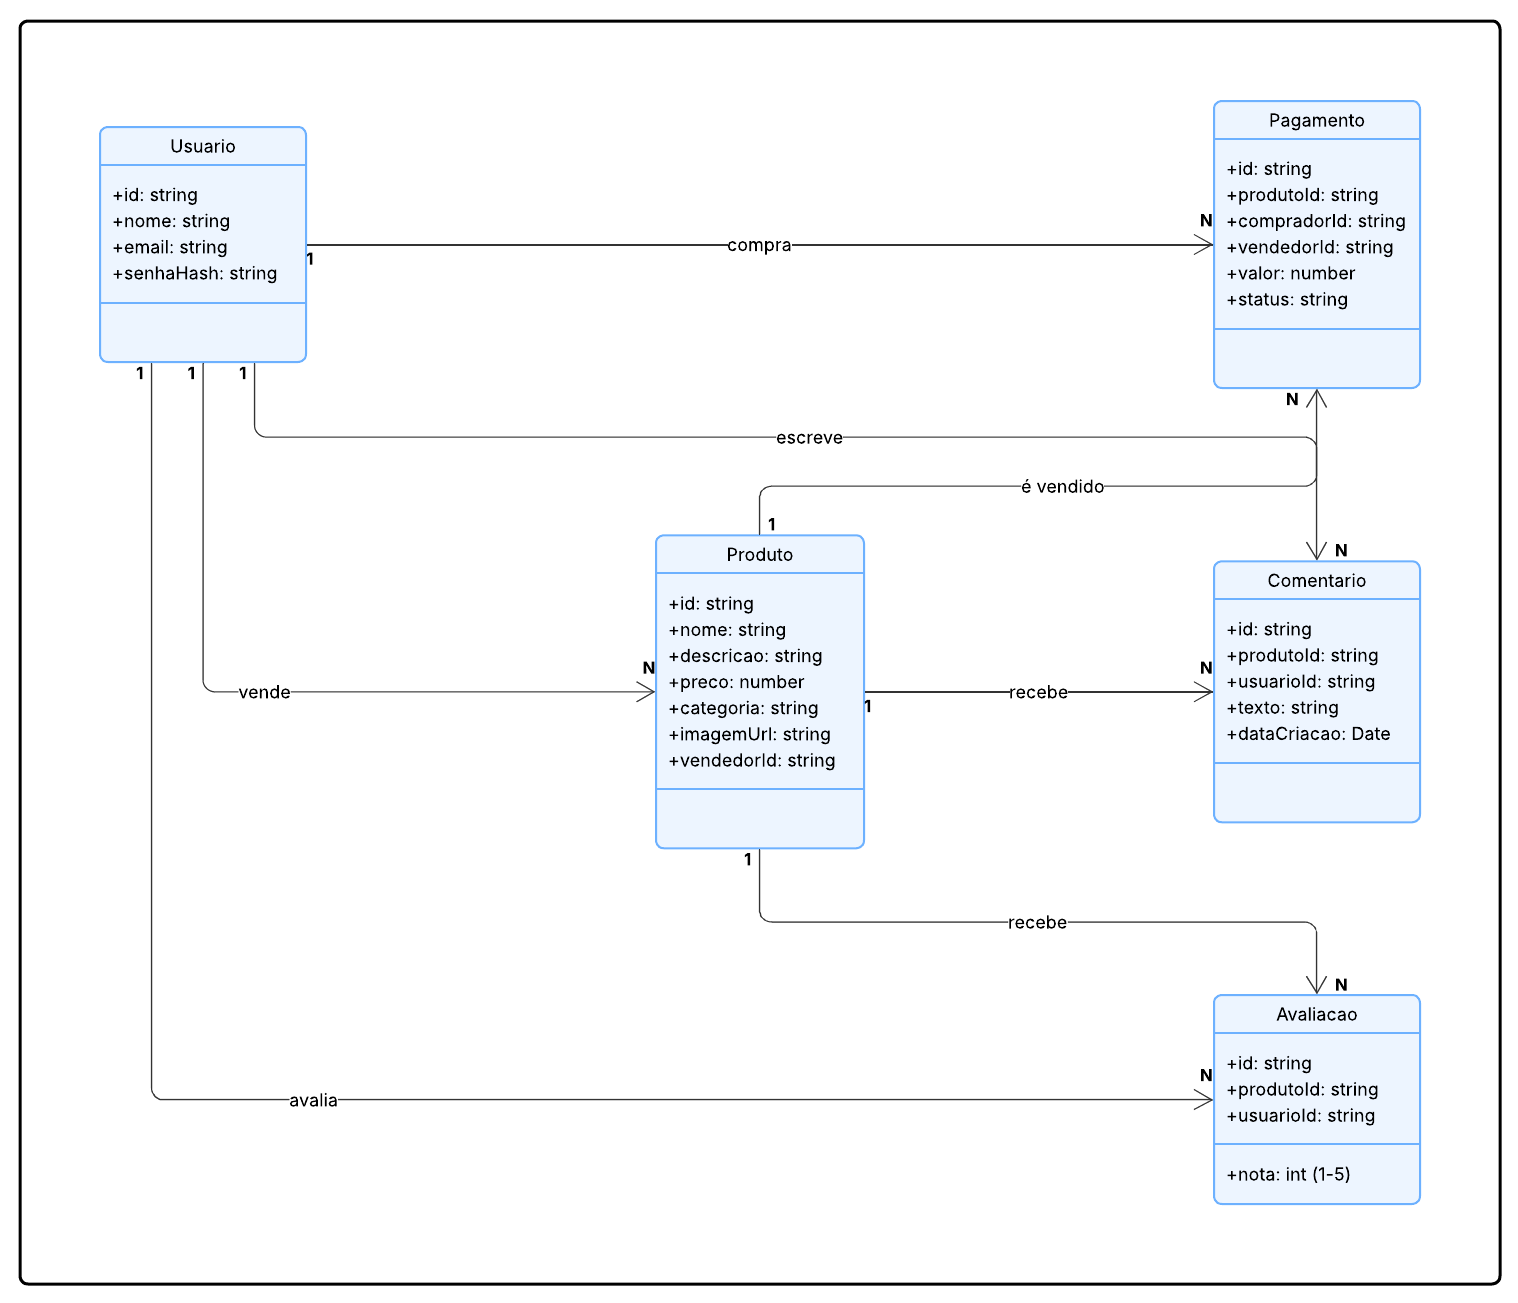 Usuario
+id: string
+nome: string
+email: string
+senhaHash: string
1
compra
N
Pagamento
+id: string
+produtoId: string
+compradorId: string
+vendedorId: string
+valor: number
+status: string
1
1
1
N
escreve
é vendido
1
N
Produto
+id: string
+nome: string
+descricao: string
+preco: number
+categoria: string
+imagemUrl: string
+vendedorId: string
N
vende
1
recebe
N
Comentario
+id: string
+produtoId: string
+usuarioId: string
+texto: string
+dataCriacao: Date
1
recebe
N
Avaliacao
+id: string
+produtoId: string
+usuarioId: string
+nota: int (1-5)
N
avalia